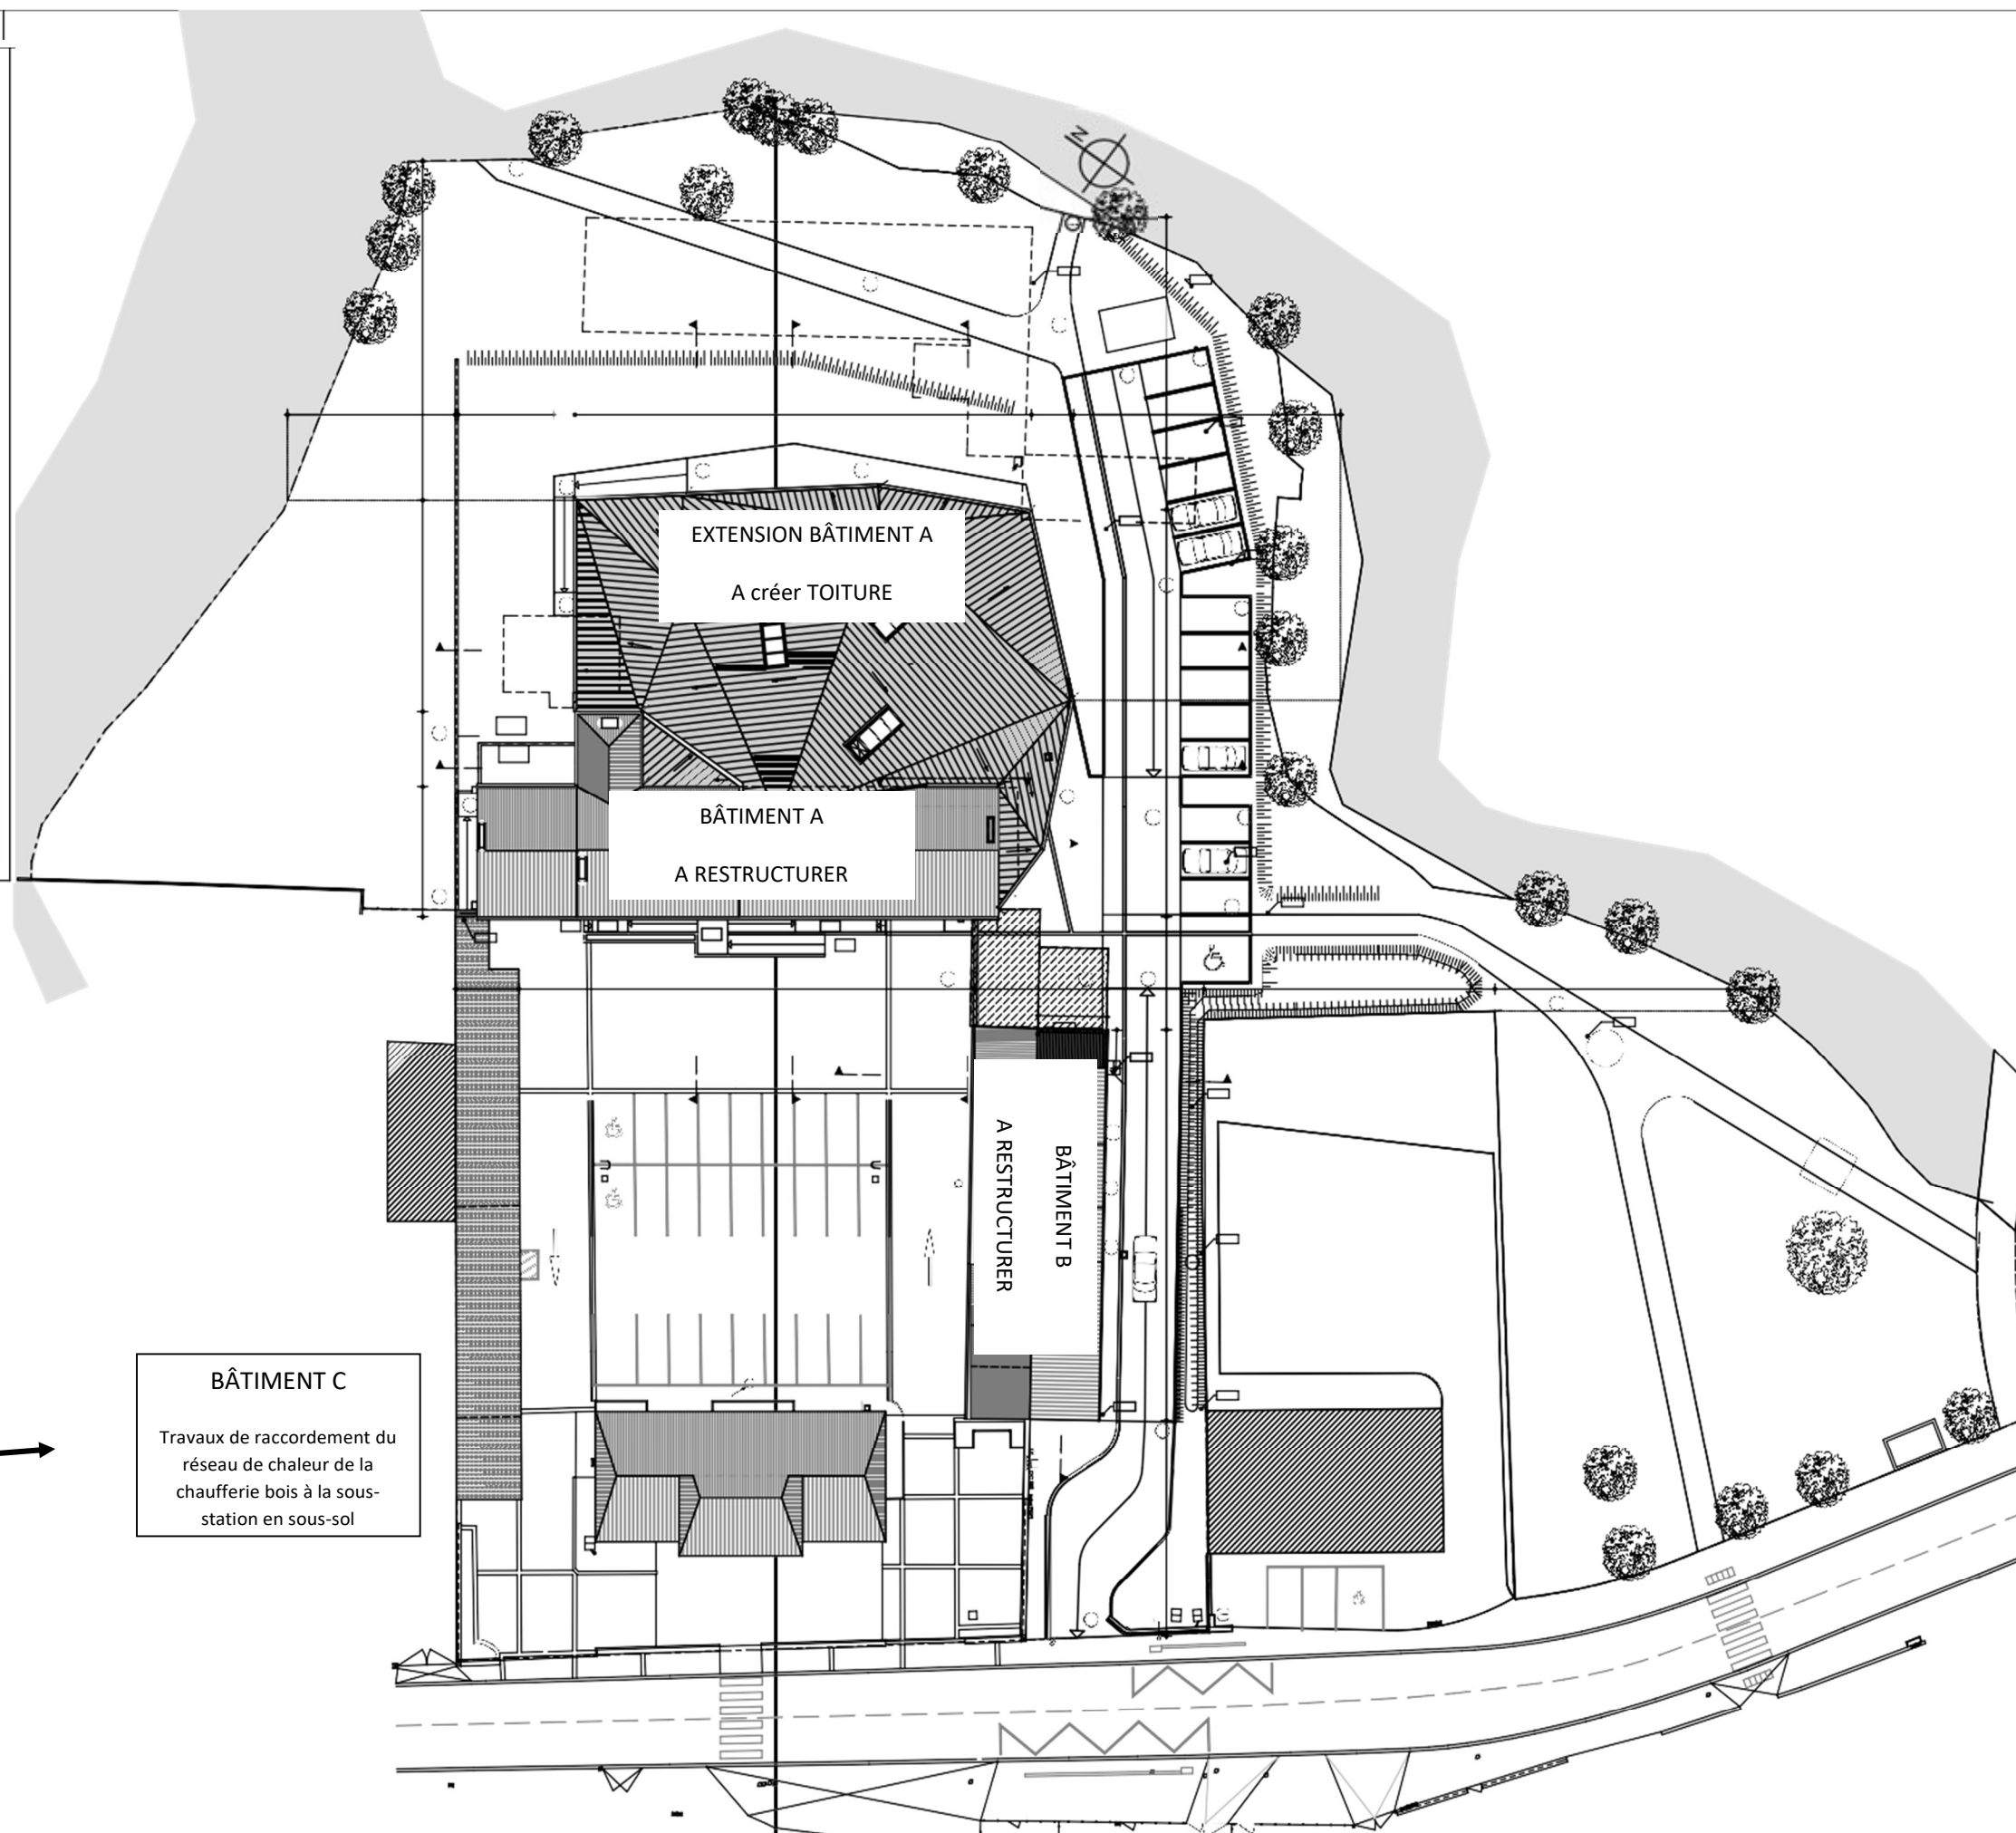 N
EXTENSION BÂTIMENT A
A créer TOITURE
BÂTIMENT A
A RESTRUCTURER
BÂTIMENT B
A RESTRUCTURER
BÂTIMENT C
Travaux de raccordement du
réseau de chaleur de la
chaufferie bois à la sous-
station en sous-sol